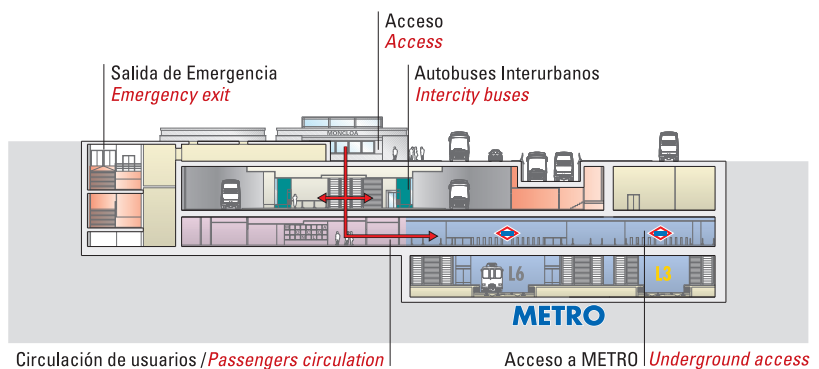 Acceso
Access
Salida de Emergencia
Emergency exit
Autobuses Interurbanos
Intercity buses
MONCLOA
L6
L3
METRO
Circulación de usuarios / Passengers circulation
Acceso a METRO Underground access